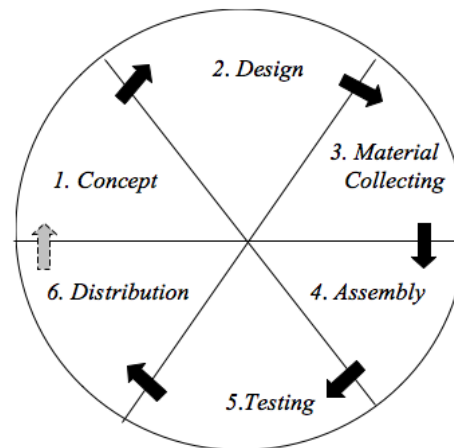 1. Concept
2. Design
3. Material
Collecting
4. Assembly
5.Testing
6. Distribution